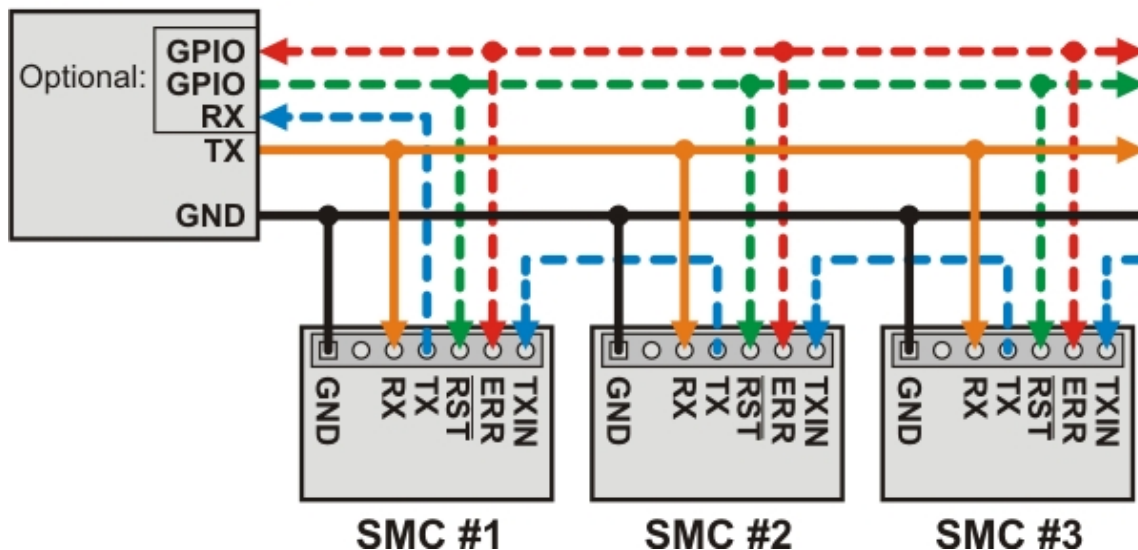 GPIO
Optional: GPIO
RX
TX
GND
GND RX TX RST ERR TXIN
GND RX TX RST ERR TXIN
GND RX TX RST ERR TXIN
SMC #1 SMC #2 SMC #3